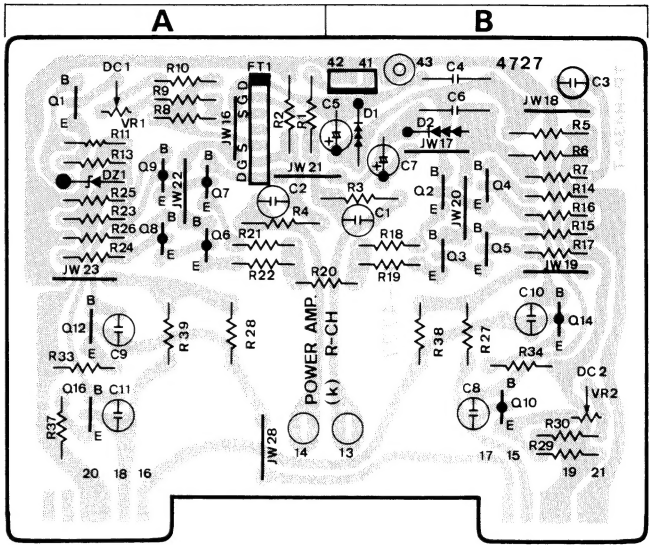 A B
DC1 R10 FT1 42 41 43 C4 4727 C3
B Q1 E
R9 R8 VR1
JW16 D G S S G D
R2 R1 C5 D1 C6 JW18
R11 R13 DZ1 R25 R23 R26 R24 JW23
Q9 B E JW22 B Q7 E
Q8 B E B Q6 E
JW21 C2 R4 R3 C1 C7
D2 JW17
R5 R6 R7 R14 R16 R15 R17 JW19
B Q2 E JW20 B Q4 E
B Q3 E B Q5 E
R21 R22 R18 R19
R20
B Q12 E C9 R39 R28
POWER AMP.
(k) R-CH
R38 R27 C10 B Q14 E
R33 R34
Q16 B E C11 R37
C8 B Q10 E
DC2 VR2
JW28 14 13
R30 R29
20 18 16 17 15 19 21